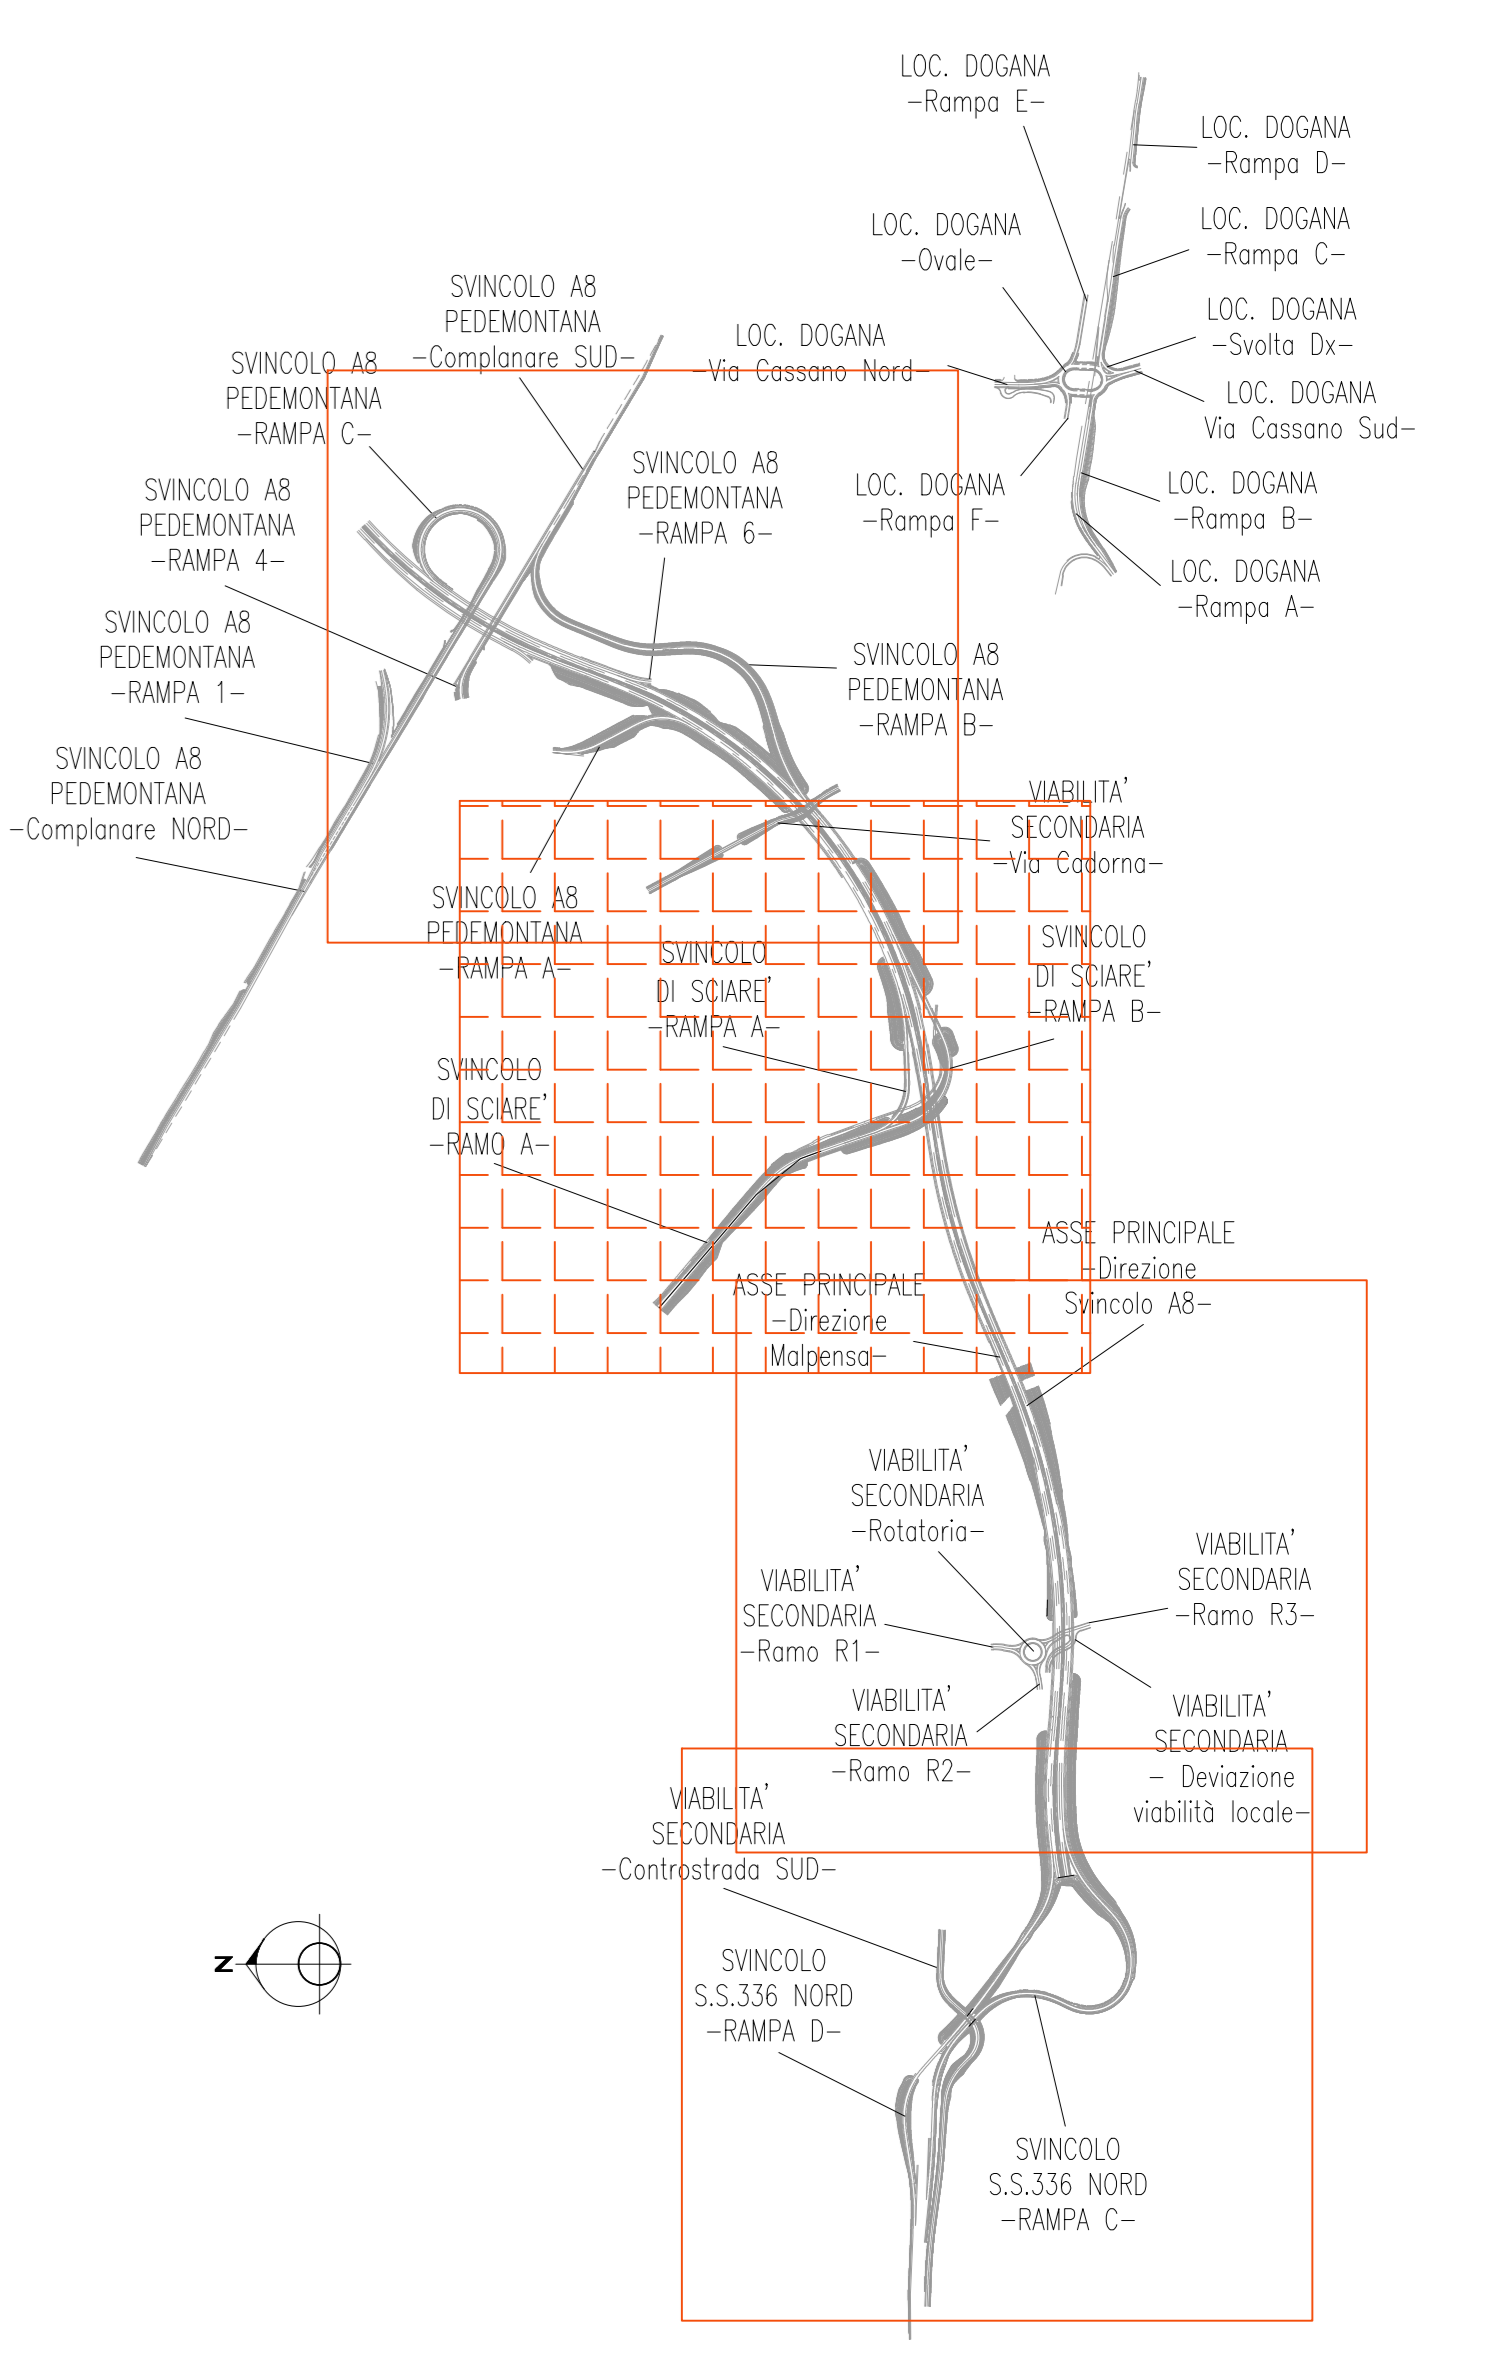 LOC. DOGANA
-Rampa E-
LOC. DOGANA
-Rampa D-
LOC. DOGANA
-Ovale-
LOC. DOGANA
-Rampa C-
SVINCOLO A8
PEDEMONTANA
-Complanare SUD-
LOC. DOGANA
-Svolta Dx-
LOC. DOGANA
-Via Cassano Nord-
SVINCOLO A8
PEDEMONTANA
-RAMPA C-
LOC. DOGANA
Via Cassano Sud-
SVINCOLO A8
PEDEMONTANA
-RAMPA 6-
SVINCOLO A8
PEDEMONTANA
-RAMPA 4-
LOC. DOGANA
-Rampa F-
LOC. DOGANA
-Rampa B-
LOC. DOGANA
-Rampa A-
SVINCOLO A8
PEDEMONTANA
-RAMPA 1-
SVINCOLO A8
PEDEMONTANA
-RAMPA B-
SVINCOLO A8
PEDEMONTANA
-Complanare NORD-
VIABILITA'
SECONDARIA
-Via Cadorna-
SVINCOLO A8
PEDEMONTANA
-RAMPA A-
SVINCOLO
DI SCIARE'
-RAMPA A-
SVINCOLO
DI SCIARE'
-RAMPA B-
SVINCOLO
DI SCIARE'
-RAMO A-
ASSE PRINCIPALE
-Direzione
Svincolo A8-
ASSE PRINCIPALE
-Direzione
Malpensa-
VIABILITA'
SECONDARIA
-Rotatoria-
VIABILITA'
SECONDARIA
-Ramo R3-
VIABILITA'
SECONDARIA
-Ramo R1-
VIABILITA'
SECONDARIA
-Ramo R2-
VIABILITA'
SECONDARIA
- Deviazione
viabilità locale-
VIABILITA'
SECONDARIA
-Controstrada SUD-
N
SVINCOLO
S.S.336 NORD
-RAMPA D-
SVINCOLO
S.S.336 NORD
-RAMPA C-